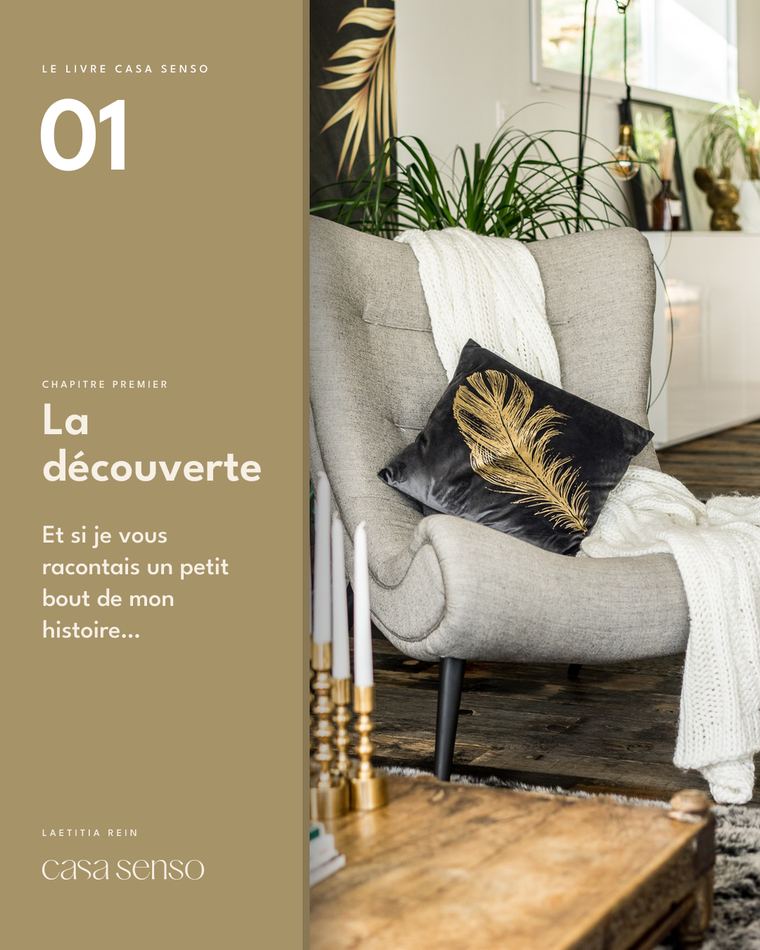 LE LIVRE CASA SENSO
01
CHAPITRE PREMIER
La
découverte
Et si je vous
racontais un petit
bout de mon
histoire...
LAETITIA REIN
casa senso